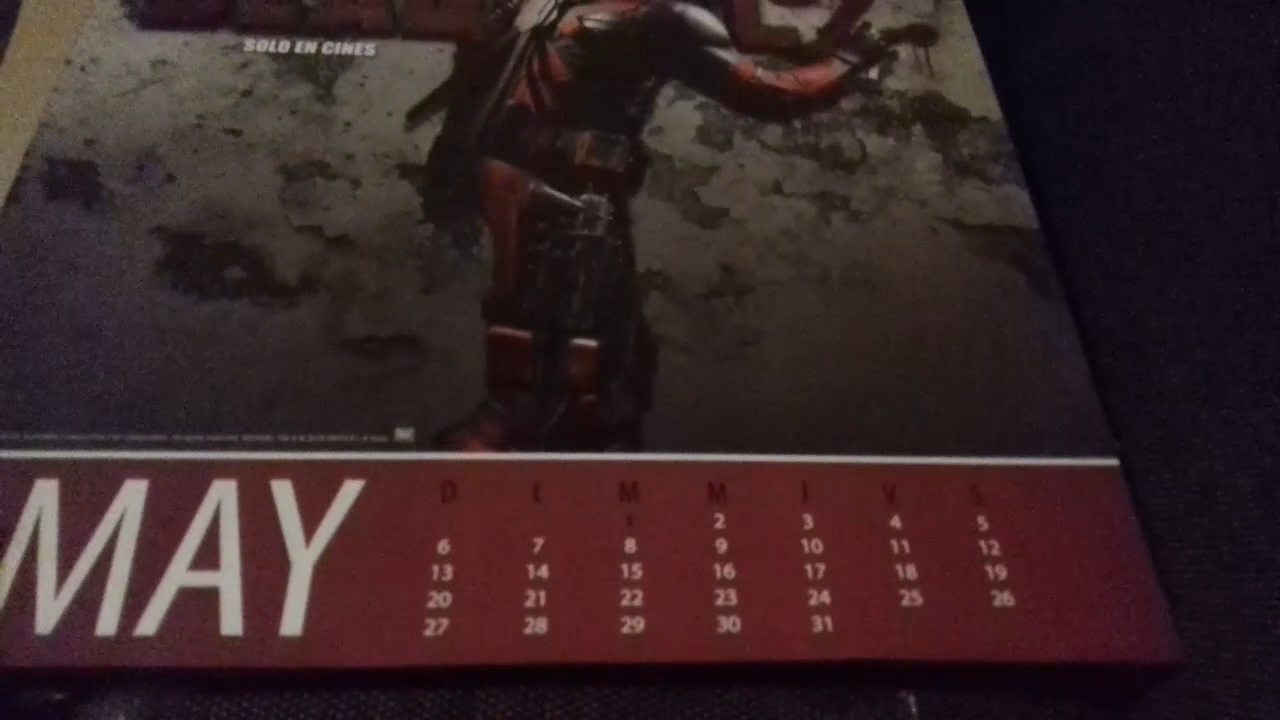 SOLO EN CINES
MAY
D L M M J V S
1 2 3 4 5
6 7 8 9 10 11 12
13 14 15 16 17 18 19
20 21 22 23 24 25 26
27 28 29 30 31